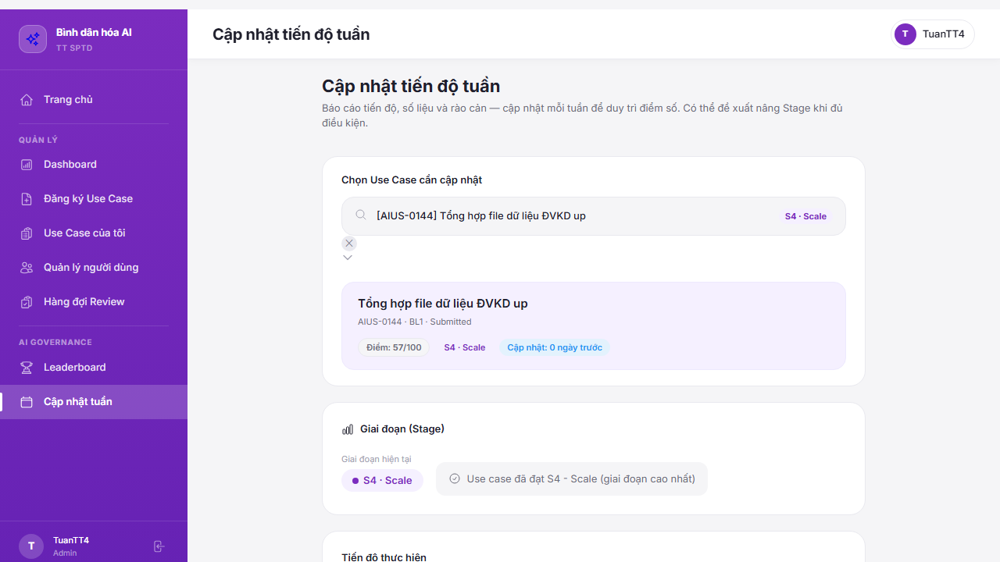 Bình dân hóa AI
TT SPTD
Trang chủ
QUẢN LÝ
Dashboard
Đăng ký Use Case
Use Case của tôi
Quản lý người dùng
Hàng đợi Review
AI GOVERNANCE
Leaderboard
Cập nhật tuần
T
TuanTT4
Admin
Cập nhật tiến độ tuần
T
TuanTT4
Cập nhật tiến độ tuần
Báo cáo tiến độ, số liệu và rào cản — cập nhật mỗi tuần để duy trì điểm số. Có thể đề xuất nâng Stage khi đủ
điều kiện.
Chọn Use Case cần cập nhật
[AIUS-0144] Tổng hợp file dữ liệu ĐVKD up
S4 · Scale
Tổng hợp file dữ liệu ĐVKD up
AIUS-0144 · BL1 · Submitted
Điểm: 57/100
S4 · Scale
Cập nhật: 0 ngày trước
Giai đoạn (Stage)
Giai đoạn hiện tại
S4 · Scale
Use case đã đạt S4 - Scale (giai đoạn cao nhất)
Tiến độ thực hiện